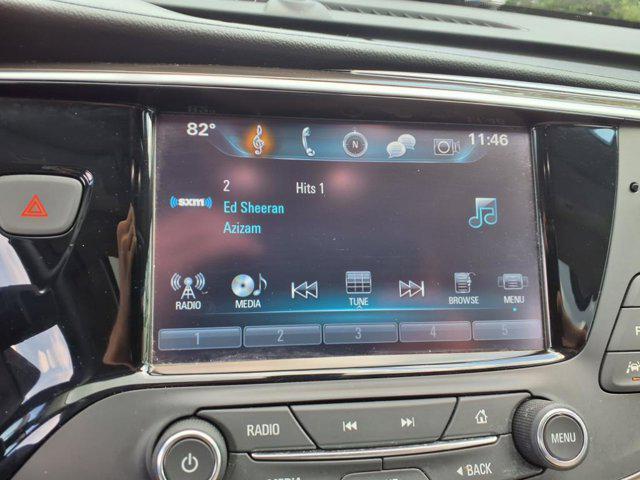 82° N 11:46
sxm 2 Hits 1
Ed Sheeran
Azizam
RADIO MEDIA TUNE BROWSE MENU
1 2 3 4 5
RADIO MENU
BACK